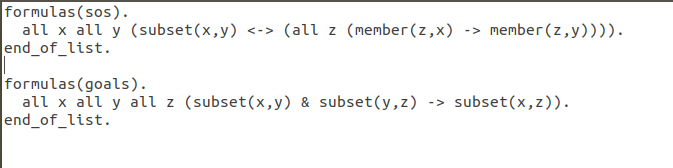 formulas(sos).
  all x all y (subset(x,y) <-> (all z (member(z,x) -> member(z,y)))).
end_of_list.

formulas(goals).
  all x all y all z (subset(x,y) & subset(y,z) -> subset(x,z)).
end_of_list.